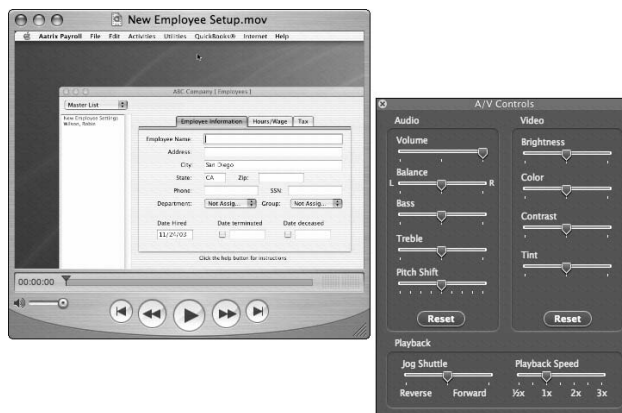 New Employee Setup.mov
Aatrix Payroll File Edit Activities Utilities QuickBooks® Internet Help
ABC Company [ Employees ]
Master List
New Employee Settings
Wilson, Robin
Employee Information Hours/Wage Tax
Employee Name:
Address:
City: San Diego
State: CA Zip:
Phone: SSN:
Department: Not Assig... Group: Not Assig...
Date Hired Date terminated Date deceased
11/24/03
Click the help button for instructions
00:00:00
A/V Controls
Audio
Volume
Balance
L R
Bass
Treble
Pitch Shift
Reset
Video
Brightness
Color
Contrast
Tint
Reset
Playback
Jog Shuttle
Reverse Forward
Playback Speed
½x 1x 2x 3x